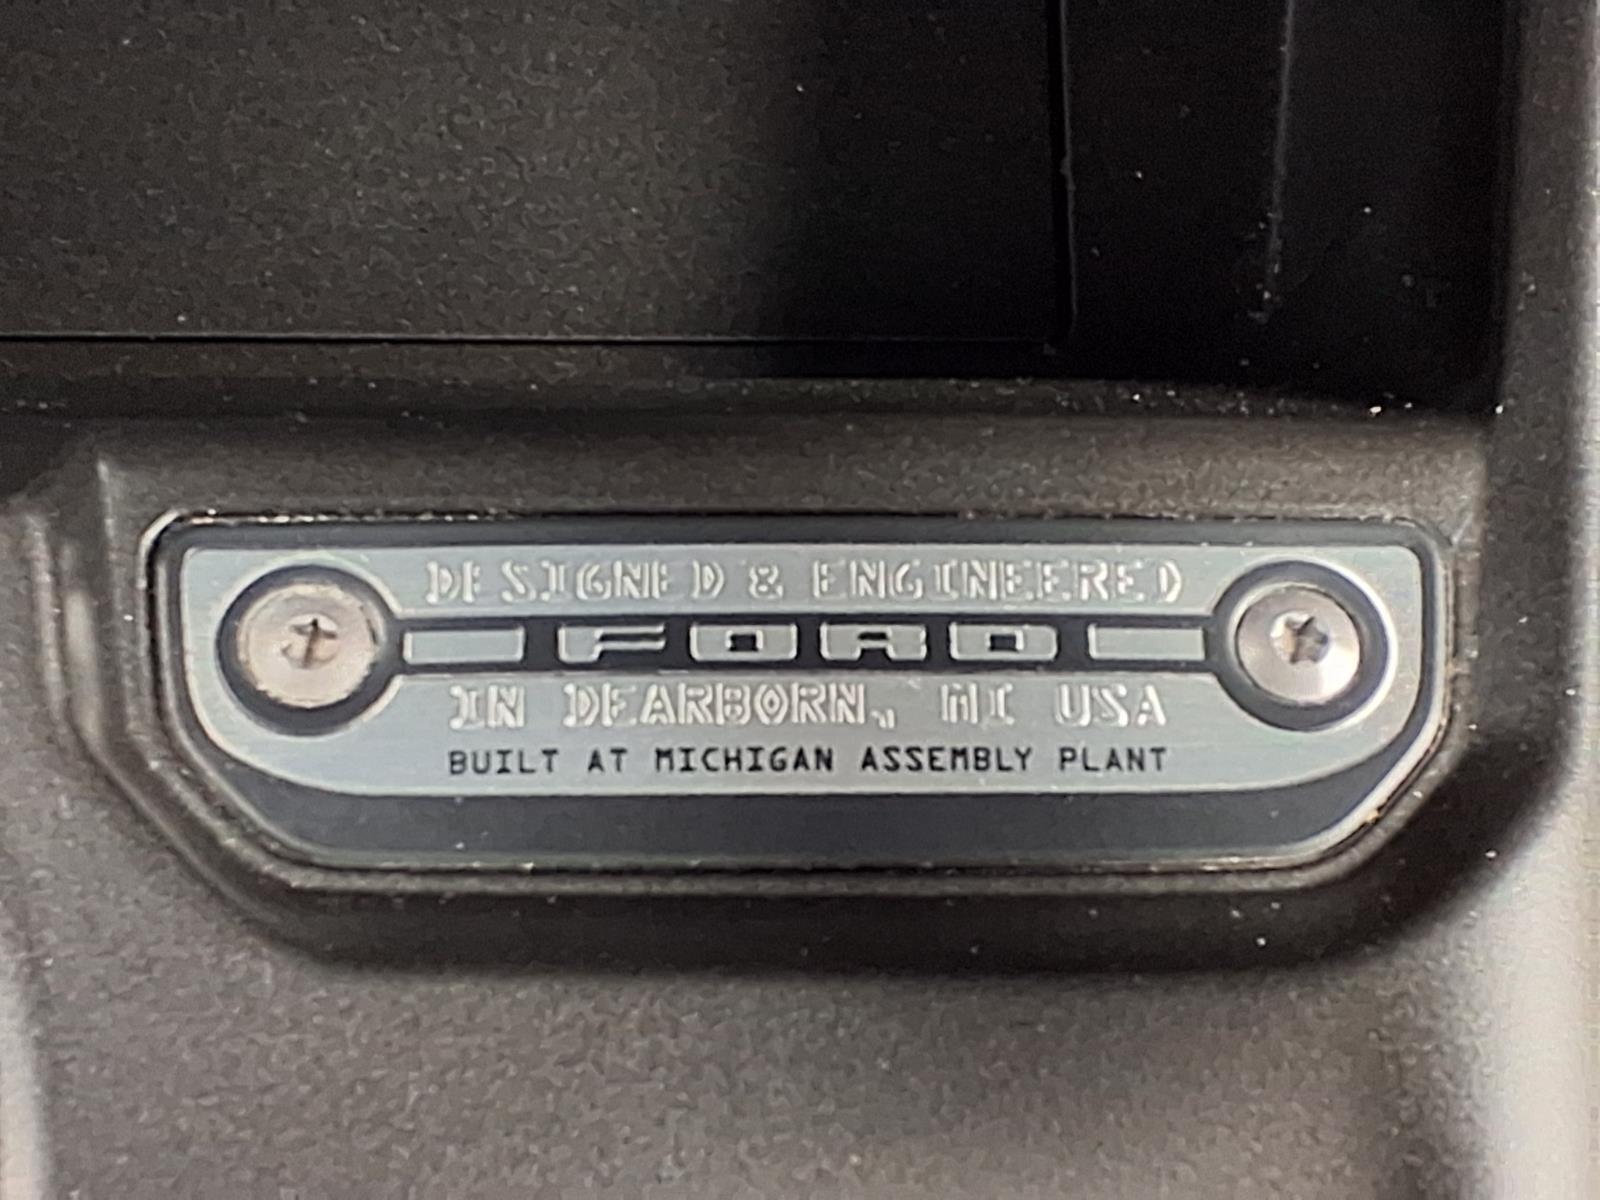 DESIGNED & ENGINEERED
FORD
IN DEARBORN, MI USA
BUILT AT MICHIGAN ASSEMBLY PLANT